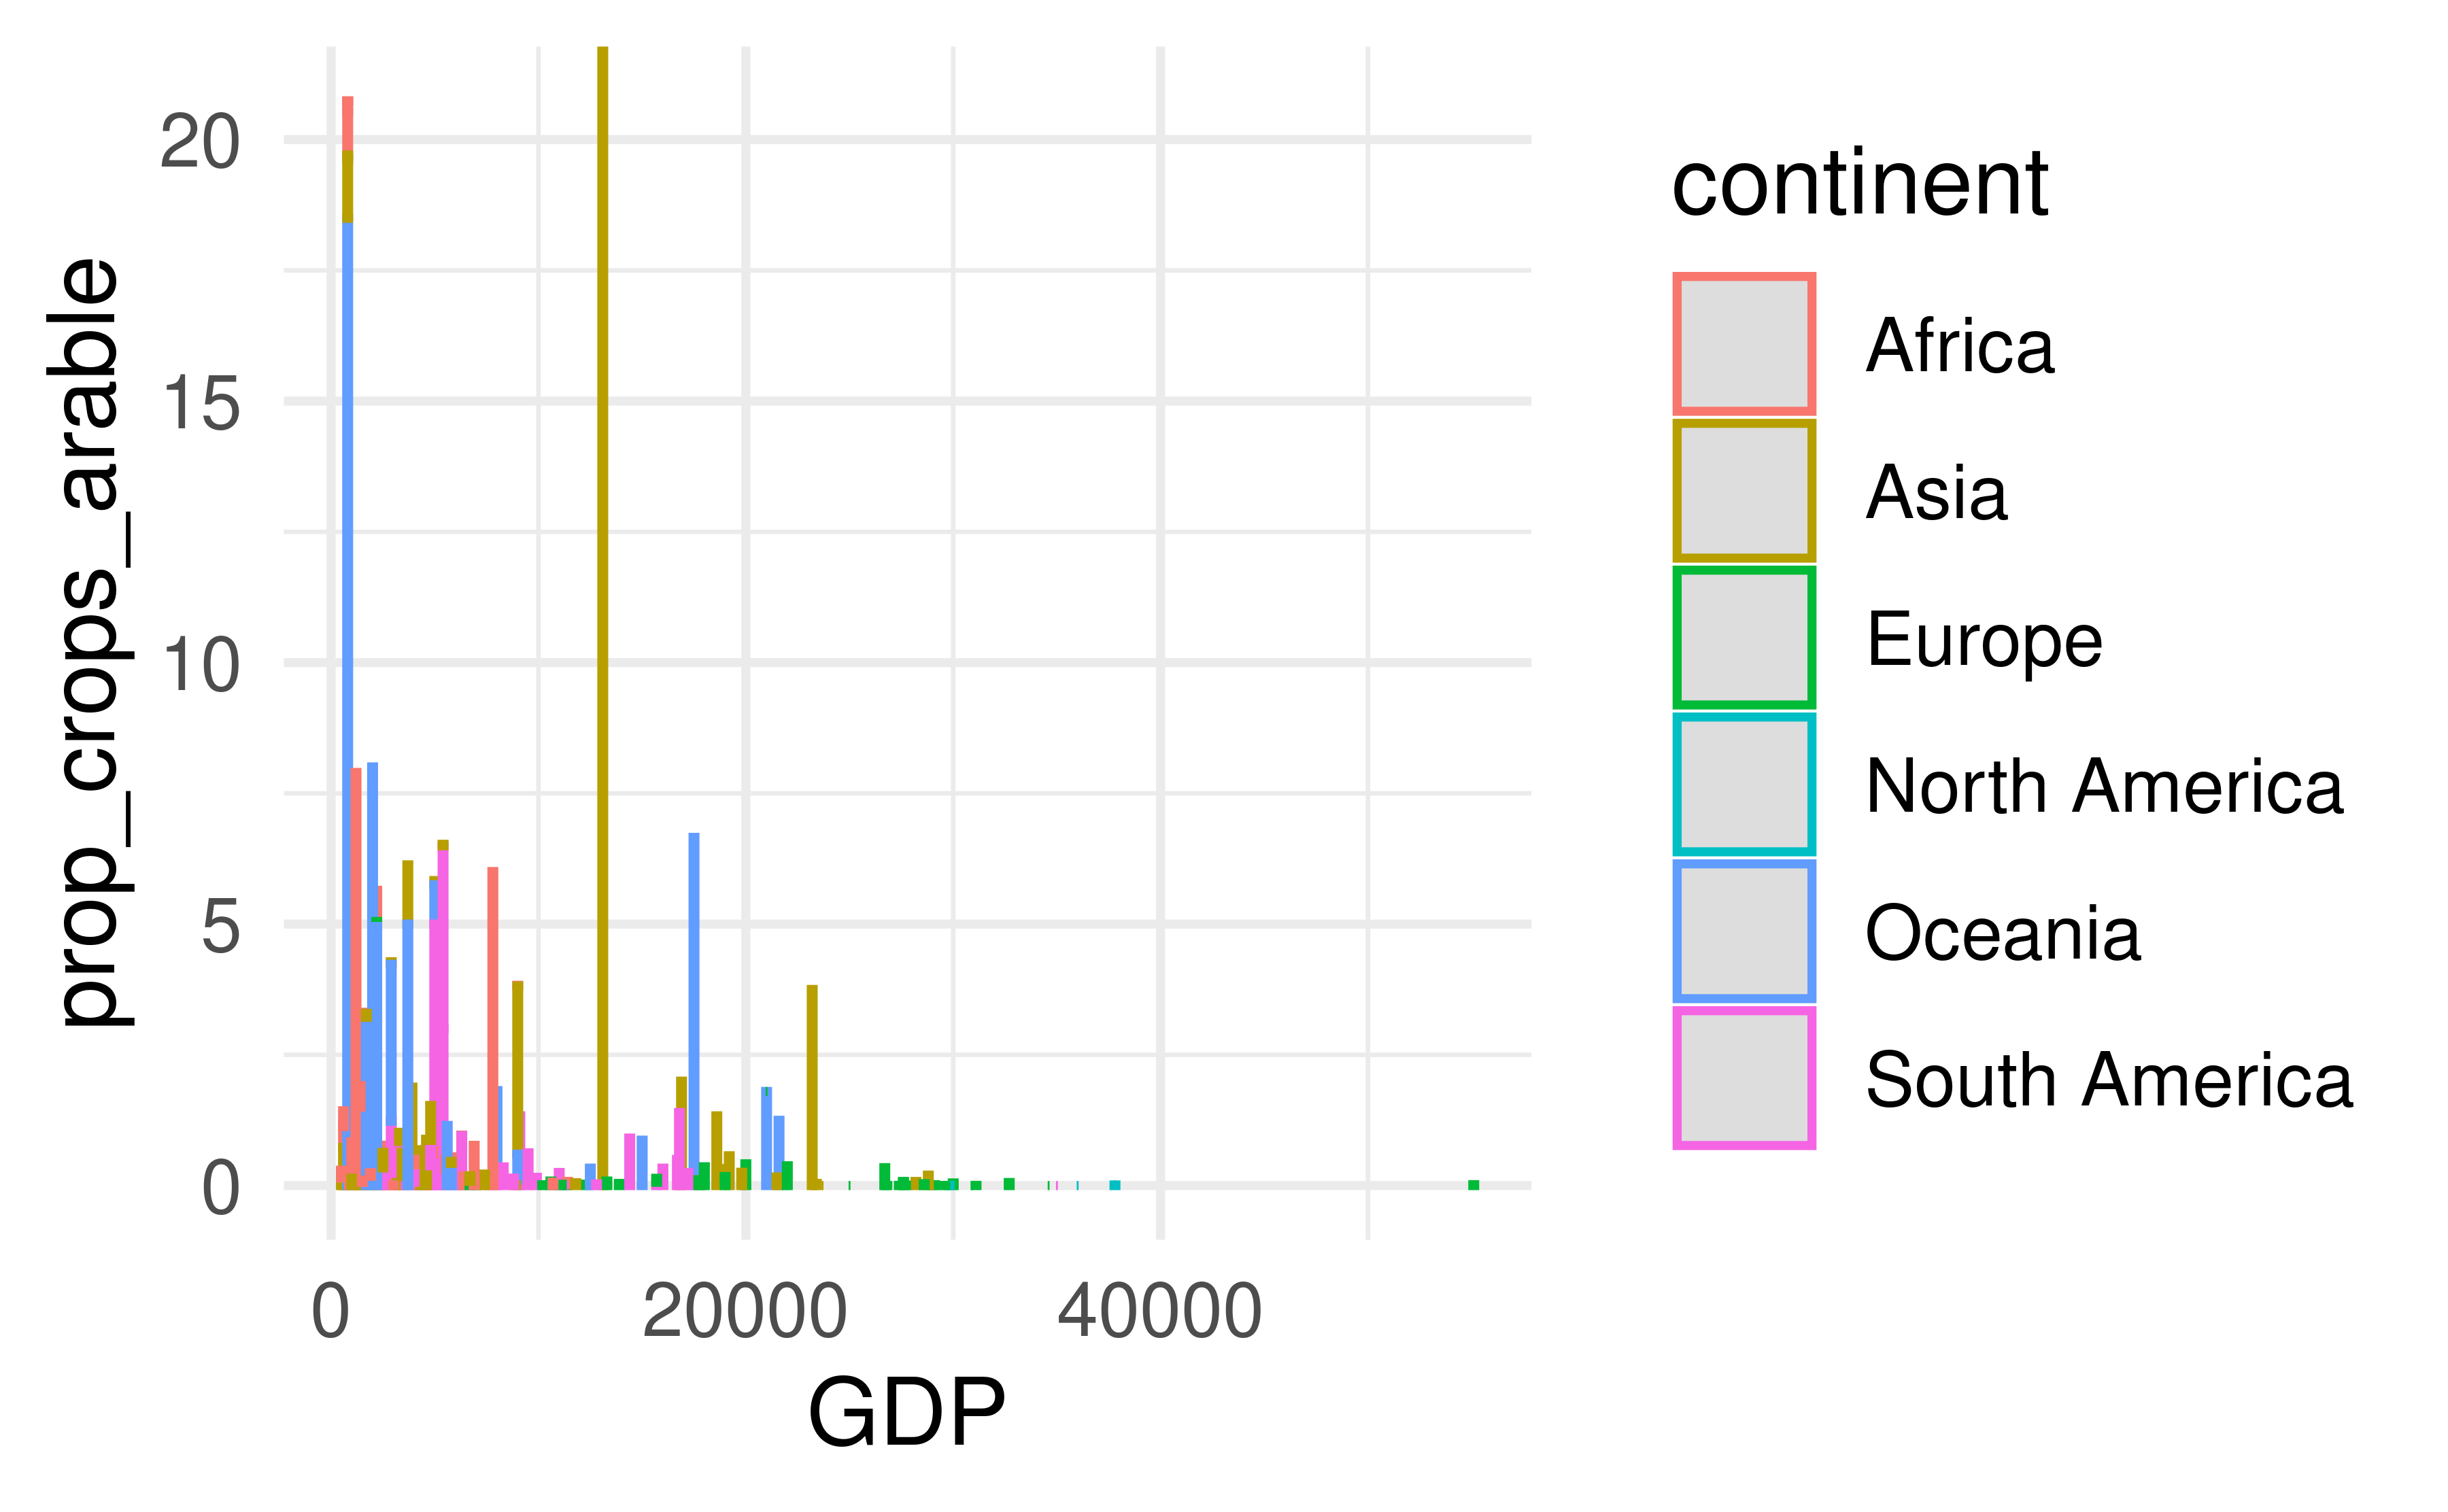 prop_crops_arable
20
15
10
5
0
0 20000 40000
GDP
continent
Africa
Asia
Europe
North America
Oceania
South America